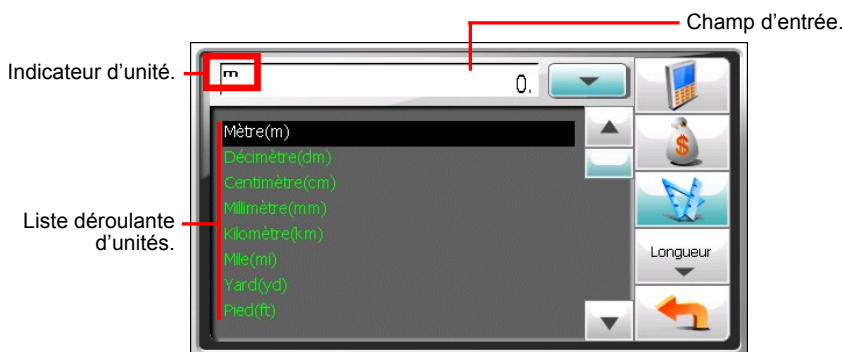 Champ d'entrée.
Indicateur d'unité.
m
0.
Mètre(m)
Décimètre(dm)
Centimètre(cm)
Millimètre(mm)
Kilomètre(km)
Mile(mi)
Yard(yd)
Pied(ft)
Liste déroulante
d'unités.
$
Longueur